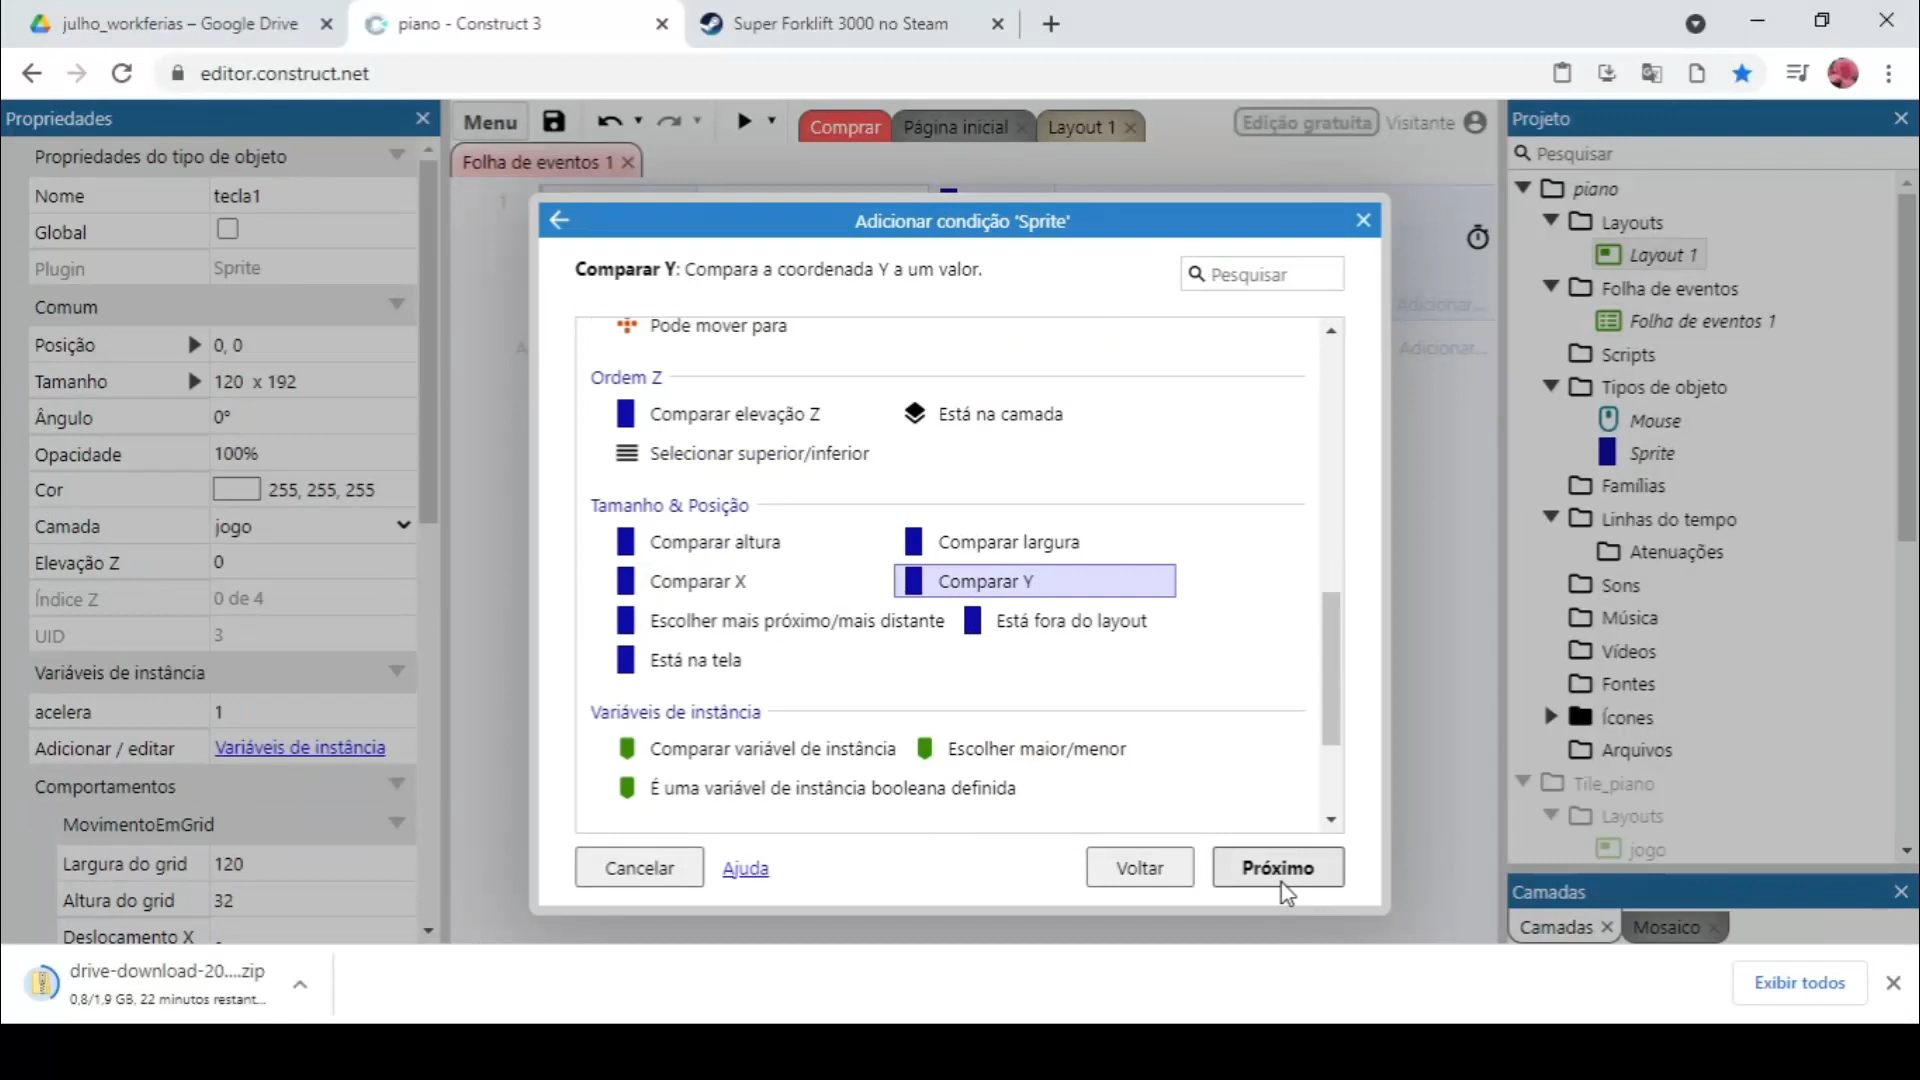 julho_workferias – Google Drive
piano - Construct 3
Super Forklift 3000 no Steam
editor.construct.net
Propriedades
Menu
Comprar
Página inicial
Layout 1
Edição gratuita
Visitante
Folha de eventos 1
Propriedades do tipo de objeto
Nome
tecla1
Global
Plugin
Sprite
Comum
Posição
0, 0
Tamanho
120 x 192
Ângulo
0°
Opacidade
100%
Cor
255, 255, 255
Camada
jogo
Elevação Z
0
Índice Z
0 de 4
UID
3
Variáveis de instância
acelera
1
Adicionar / editar
Variáveis de instância
Comportamentos
MovimentoEmGrid
Largura do grid
120
Altura do grid
32
Deslocamento X
1
Adicionar condição 'Sprite'
Comparar Y: Compara a coordenada Y a um valor.
Pesquisar
Pode mover para
Ordem Z
Comparar elevação Z
Está na camada
Selecionar superior/inferior
Tamanho & Posição
Comparar altura
Comparar largura
Comparar X
Comparar Y
Escolher mais próximo/mais distante
Está fora do layout
Está na tela
Variáveis de instância
Comparar variável de instância
Escolher maior/menor
É uma variável de instância booleana definida
Cancelar
Ajuda
Voltar
Próximo
Adicionar...
Adicionar...
Projeto
Pesquisar
piano
Layouts
Layout 1
Folha de eventos
Folha de eventos 1
Scripts
Tipos de objeto
Mouse
Sprite
Famílias
Linhas do tempo
Atenuações
Sons
Música
Vídeos
Fontes
Ícones
Arquivos
Tile_piano
Layouts
jogo
Camadas
Camadas
Mosaico
drive-download-20....zip
0,8/1,9 GB, 22 minutos restant...
Exibir todos